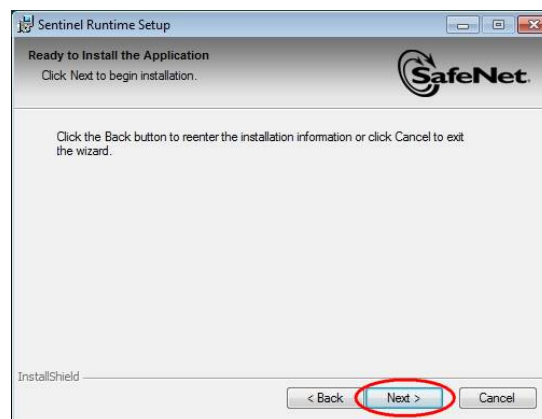 Sentinel Runtime Setup
Ready to Install the Application
Click Next to begin installation.
SafeNet.
Click the Back button to reenter the installation information or click Cancel to exit
the wizard.
InstallShield
< Back Next > Cancel